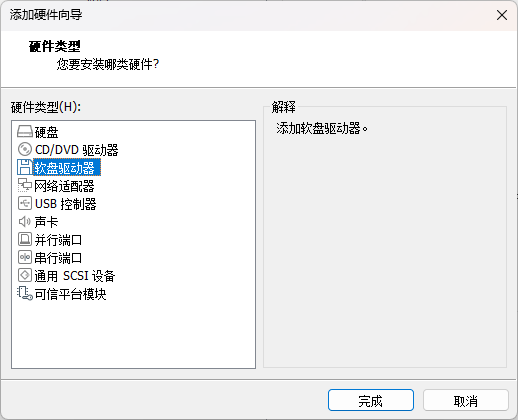 添加硬件向导
硬件类型
您要安装哪类硬件?
硬件类型(H):
硬盘
CD/DVD 驱动器
软盘驱动器
网络适配器
USB 控制器
声卡
并行端口
串行端口
通用 SCSI 设备
可信平台模块
解释
添加软盘驱动器。
完成
取消